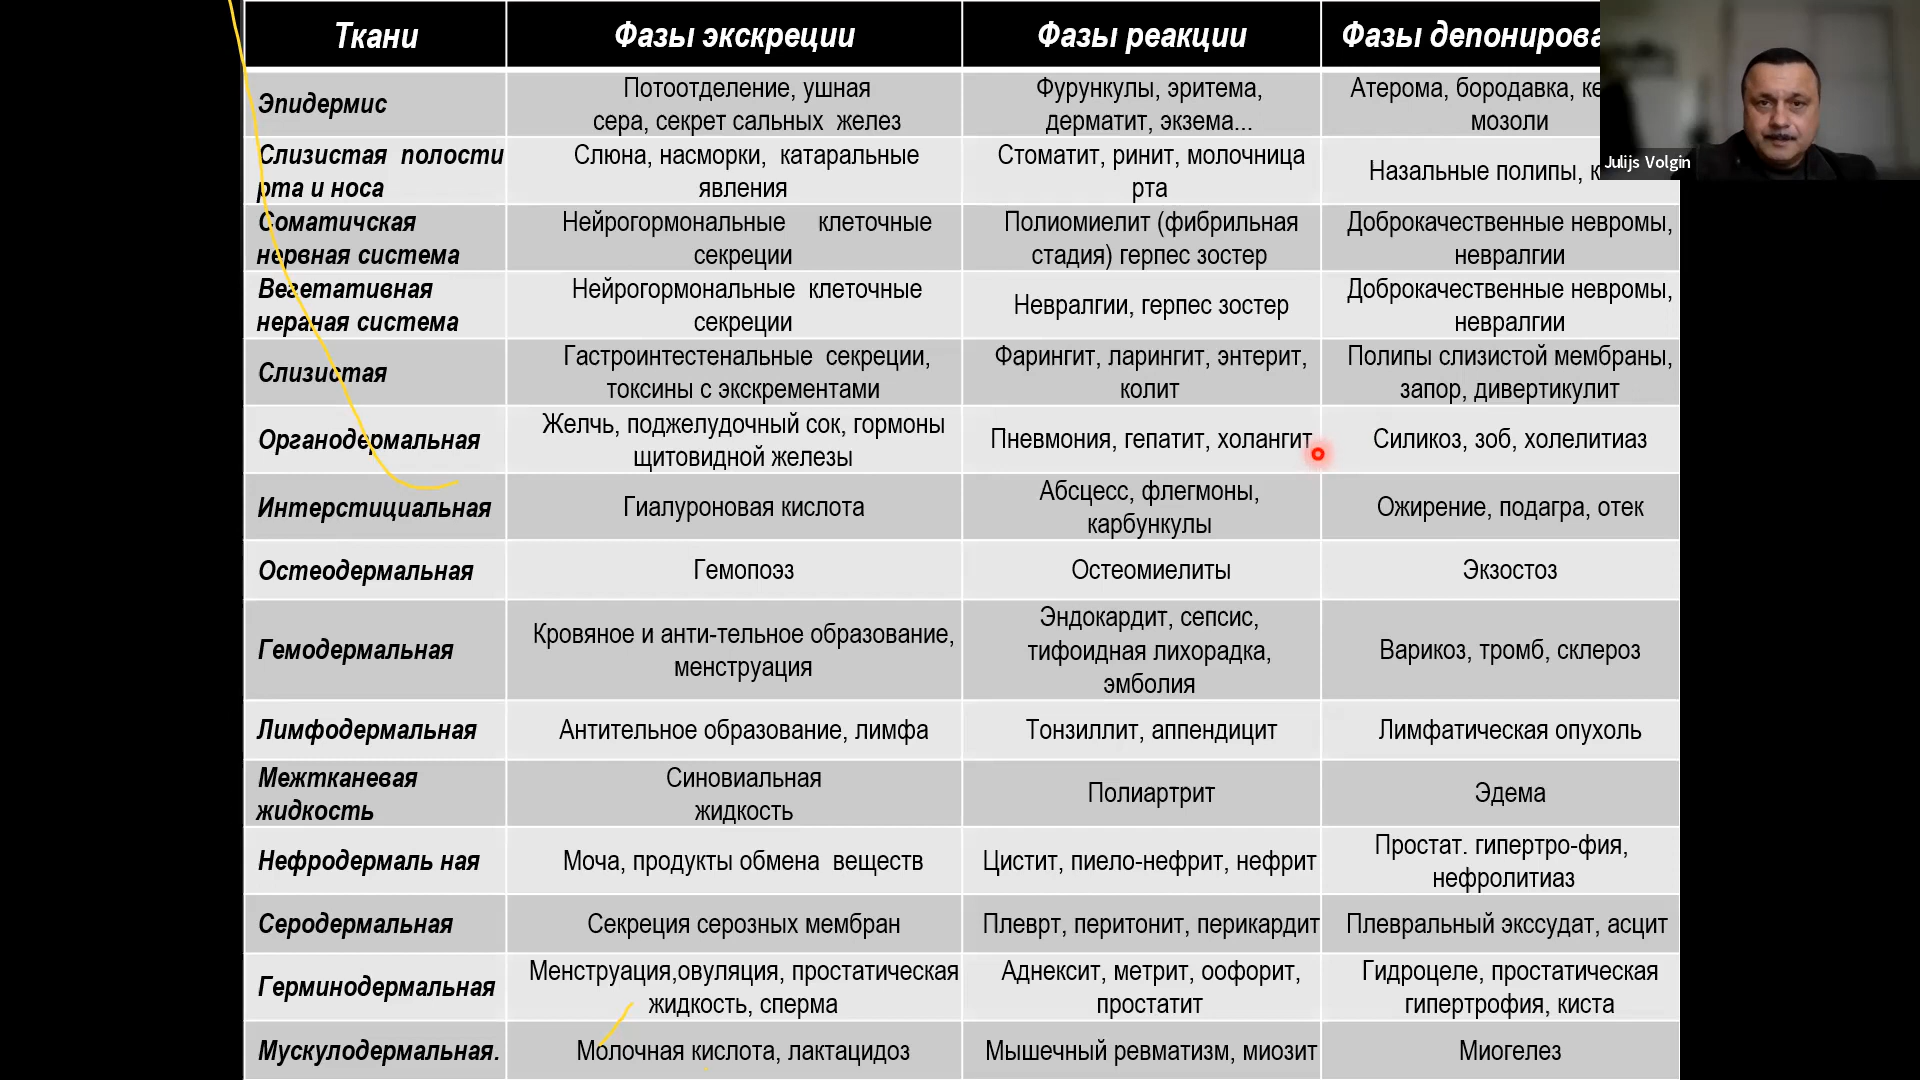 Ткани Фазы экскреции Фазы реакции Фазы
Эпидермис
Потоотделение, ушная
сера, секрет сальных желез
Фурункулы, эритема,
дерматит, экзема...
Атерома, бородавка,
мозоли
Слизистая полости
рта и носа
Слюна, насморки, катаральные
явления
Стоматит, ринит, молочница
рта
Назальные полипы,
Соматичская
нервная система
Нейрогормональные клеточные
секреции
Полиомиелит (фибрильная
стадия) герпес зостер
Доброкачественные невромы,
невралгии
Вегетативная
нераная система
Нейрогормональные клеточные
секреции
Невралгии, герпес зостер
Доброкачественные невромы,
невралгии
Слизистая
Гастроинтестенальные секреции,
токсины с экскрементами
Фарингит, ларингит, энтерит,
колит
Полипы слизистой мембраны,
запор, дивертикулит
Органодермальная
Желчь, поджелудочный сок, гормоны
щитовидной железы
Пневмония, гепатит, холангит
Силикоз, зоб, холелитиаз
Интерстициальная
Гиалуроновая кислота
Абсцесс, флегмоны,
карбункулы
Ожирение, подагра, отек
Остеодермальная
Гемопоэз
Остеомиелиты
Экзостоз
Гемодермальная
Кровяное и анти-тельное образование,
менструация
Эндокардит, сепсис,
тифоидная лихорадка,
эмболия
Варикоз, тромб, склероз
Лимфодермальная
Антительное образование, лимфа
Тонзиллит, аппендицит
Лимфатическая опухоль
Межтканевая
жидкость
Синовиальная
жидкость
Полиартрит
Эдема
Нефродермаль ная
Моча, продукты обмена веществ
Цистит, пиело-нефрит, нефрит
Простат. гипертро-фия,
нефролитиаз
Серодермальная
Секреция серозных мембран
Плеврт, перитонит, перикардит
Плевральный экссудат, асцит
Герминодермальная
Менструация,овуляция, простатическая
жидкость, сперма
Аднексит, метрит, оофорит,
простатит
Гидроцеле, простатическая
гипертрофия, киста
Мускулодермальная.
Молочная кислота, лактацидоз
Мышечный ревматизм, миозит
Миогелез
Julijs Volgin